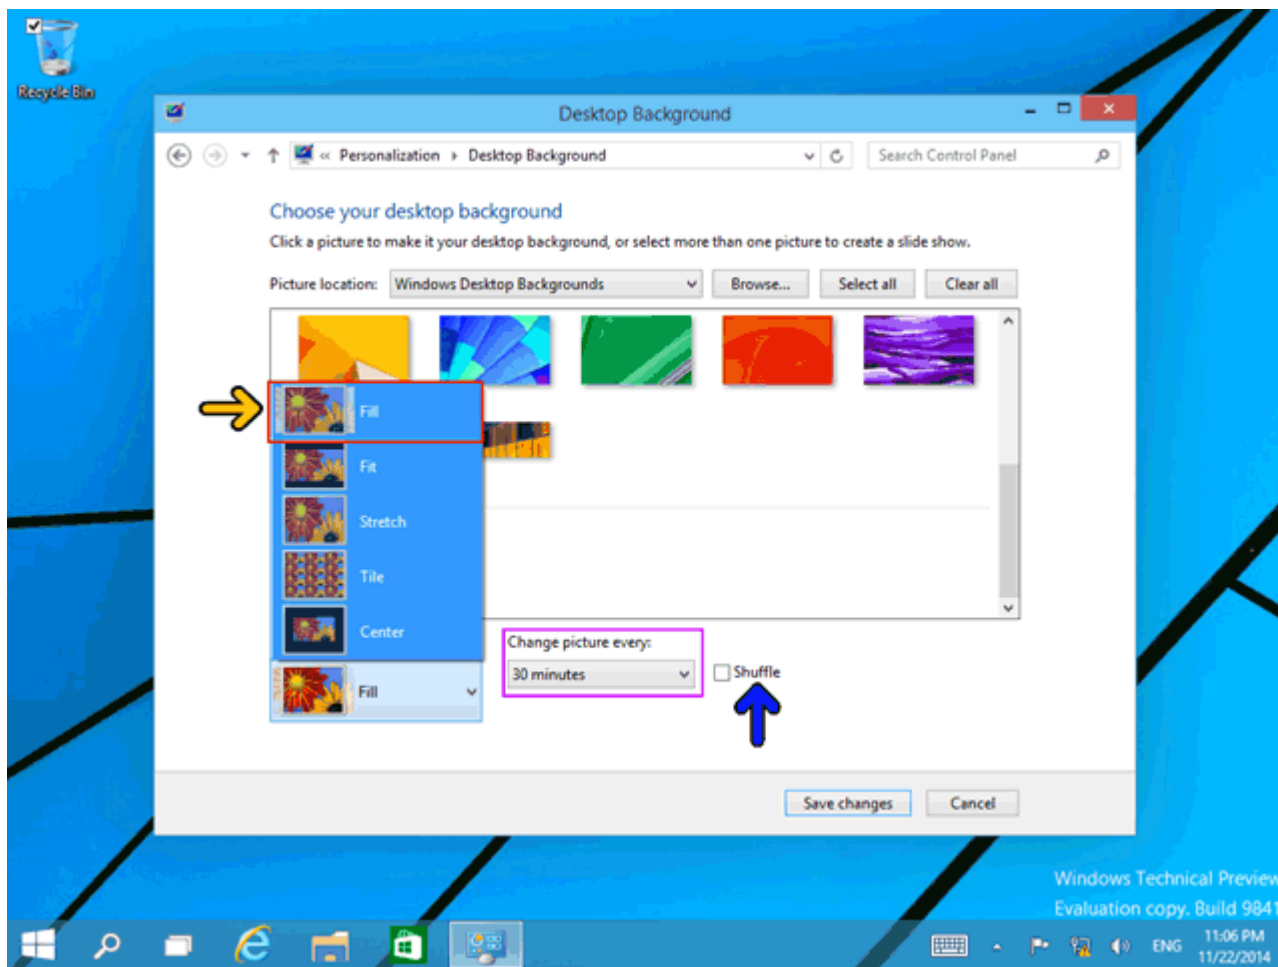 Recycle Bin
Desktop Background
« Personalization Desktop Background
Search Control Panel
Choose your desktop background
Click a picture to make it your desktop background, or select more than one picture to create a slide show.
Picture location: Windows Desktop Backgrounds Browse... Select all Clear all
Fill
Fit
Stretch
Tile
Center
Fill
Change picture every:
30 minutes
Shuffle
Save changes Cancel
Windows Technical Preview
Evaluation copy. Build 9841
ENG
11:06 PM
11/22/2014